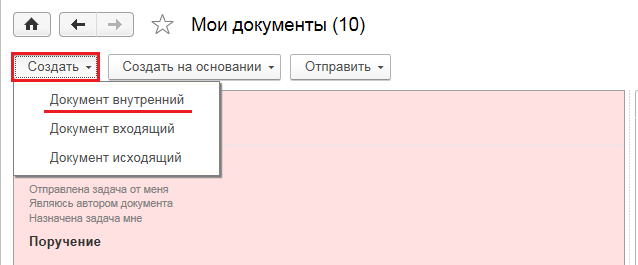 Мои документы (10)
Создать Создать на основании Отправить
Документ внутренний
Документ входящий
Документ исходящий
Отправлена задача от меня
Являюсь автором документа
Назначена задача мне
Поручение